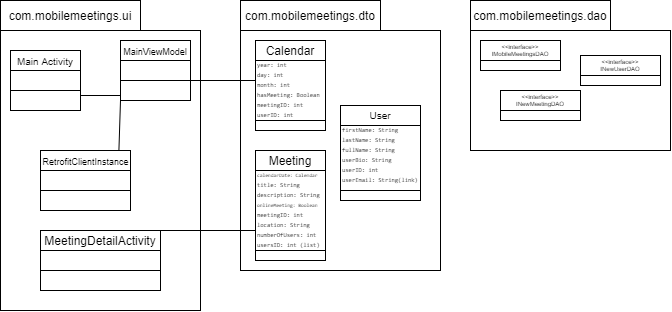 com.mobilemeetings.ui
Main Activity
MainViewModel
RetrofitClientInstance
MeetingDetailActivity
com.mobilemeetings.dto
Calendar
year: int
day: int
month: int
hasMeeting: Boolean
meetingID: int
userID: int
Meeting
calendarDate: Calendar
title: String
description: String
onlineMeeting: Boolean
meetingID: int
location: String
numberOfUsers: int
usersID: int (list)
User
firstName: String
lastName: String
fullName: String
userBio: String
userID: int
userEmail: String(link)
com.mobilemeetings.dao
<<interface>>
IMobileMeetingsDAO
<<interface>>
INewUserDAO
<<interface>>
INewMeetingDAO